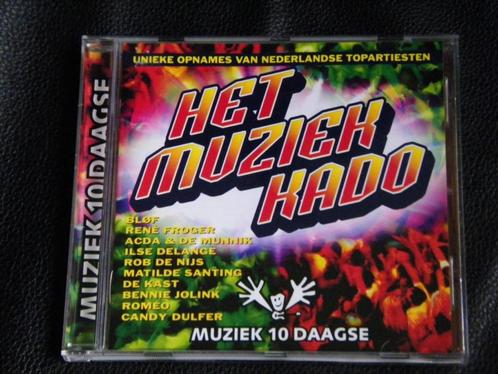 UNIEKE OPNAMES VAN NEDERLANDSE TOPARTIESTEN
HET
MUZIEK
KADO
BLØF
RENÉ FROGER
ACDA & DE MUNNIK
ILSE DELANGE
ROB DE NIJS
MATILDE SANTING
DE KAST
BENNIE JOLINK
ROMEO
CANDY DULFER
MUZIEK 10 DAAGSE
MUZIEK 10 DAAGSE